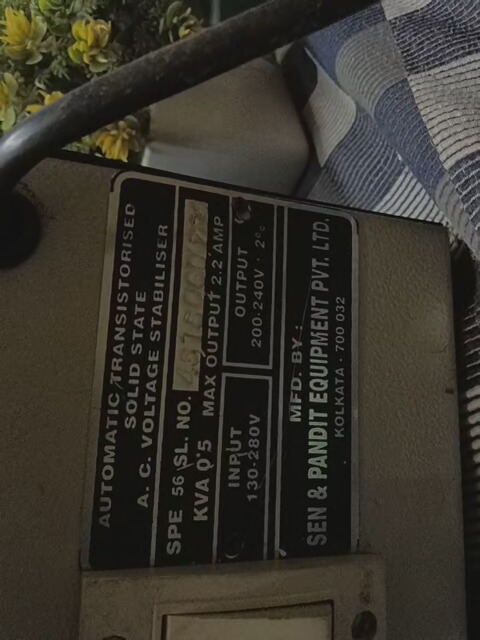 AUTOMATIC TRANSISTORISED
SOLID STATE
A. C. VOLTAGE STABILISER
SPE 56 SL. NO.
KVA 0.5 MAX OUTPUT 2.2 AMP
INPUT
130-280V
OUTPUT
200-240V - 2%
MFD. BY :
SEN & PANDIT EQUIPMENT PVT. LTD.
KOLKATA - 700 032